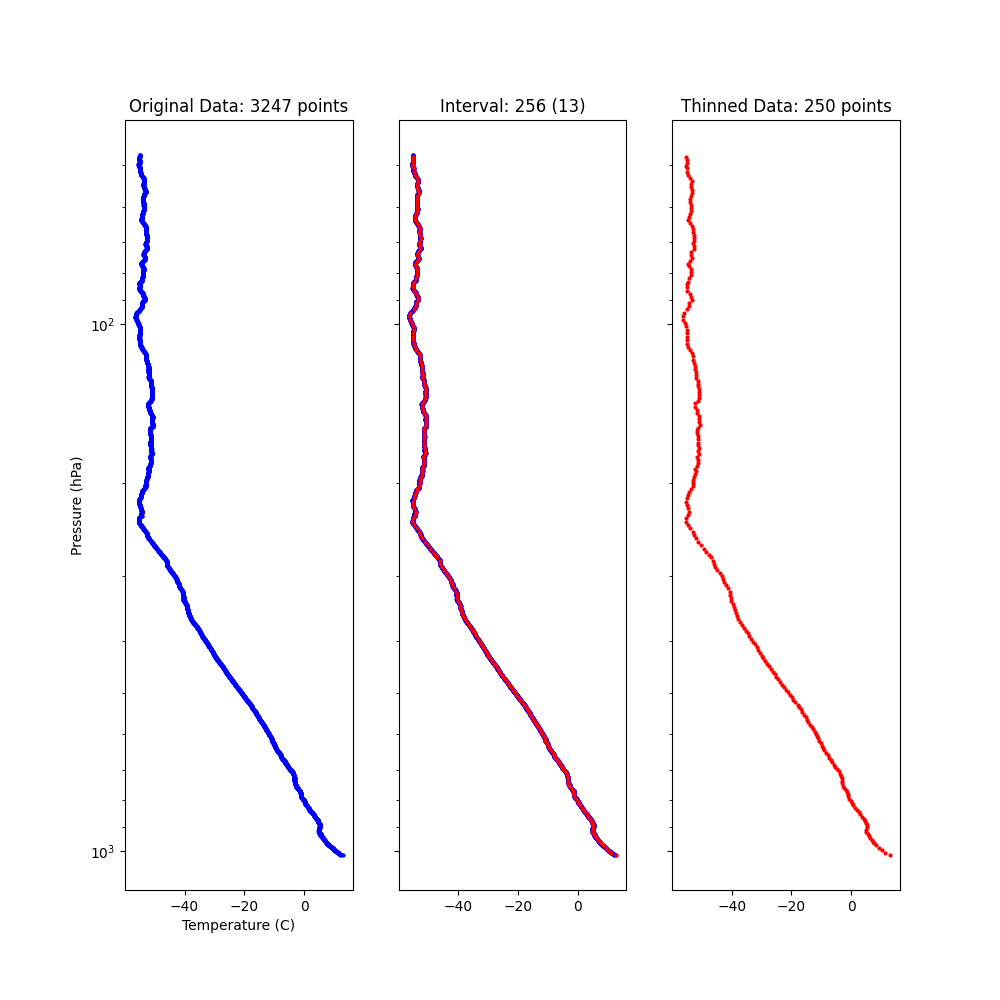 Original Data: 3247 points
Interval: 256 (13)
Thinned Data: 250 points
Pressure (hPa)
10²
10³
−40 −20 0
−40 −20 0
−40 −20 0
Temperature (C)